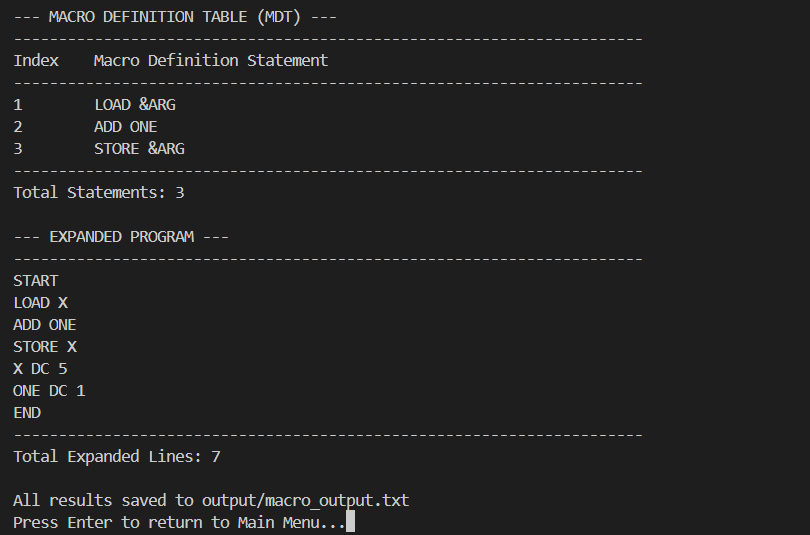 --- MACRO DEFINITION TABLE (MDT) ---
----------------------------------------------------------------------
Index    Macro Definition Statement
----------------------------------------------------------------------
1        LOAD &ARG
2        ADD ONE
3        STORE &ARG
----------------------------------------------------------------------
Total Statements: 3

--- EXPANDED PROGRAM ---
----------------------------------------------------------------------
START
LOAD X
ADD ONE
STORE X
X DC 5
ONE DC 1
END
----------------------------------------------------------------------
Total Expanded Lines: 7

All results saved to output/macro_output.txt
Press Enter to return to Main Menu...